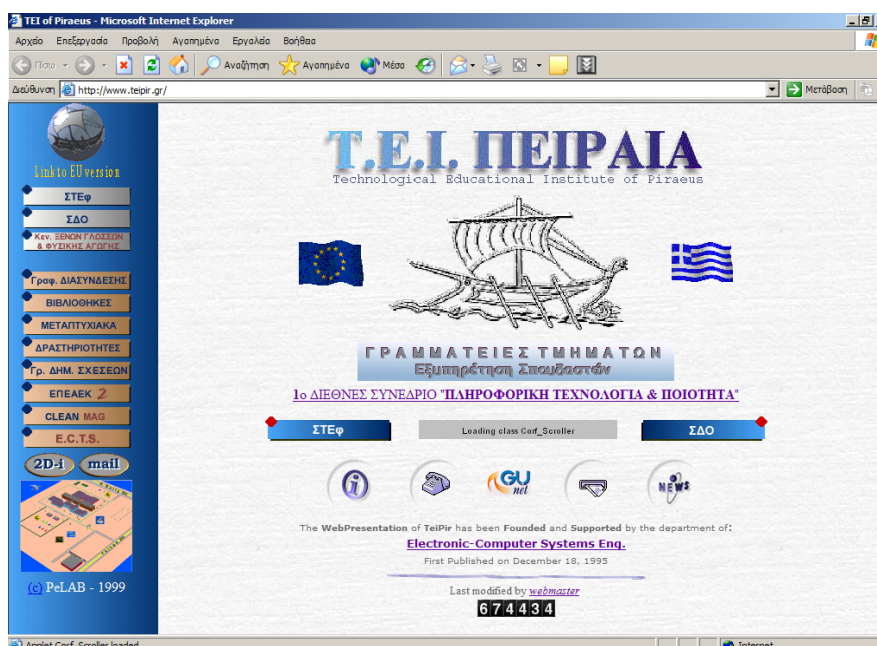 TEI of Piraeus - Microsoft Internet Explorer
Αρχείο Επεξεργασία Προβολή Αγαπημένα Εργαλεία Βοήθεια
Πίσω Αναζήτηση Αγαπημένα Μέσα
Διεύθυνση http://www.teipir.gr/ Μετάβαση
Link to EU version
ΣΤΕφ
ΣΔΟ
Κεν. ΞΕΝΩΝ ΓΛΩΣΣΩΝ
& ΦΥΣΙΚΗΣ ΑΓΩΓΗΣ
Γραφ. ΔΙΑΣΥΝΔΕΣΗΣ
ΒΙΒΛΙΟΘΗΚΕΣ
ΜΕΤΑΠΤΥΧΙΑΚΑ
ΔΡΑΣΤΗΡΙΟΤΗΤΕΣ
Γρ. ΔΗΜ. ΣΧΕΣΕΩΝ
ΕΠΕΑΕΚ 2
CLEAN MAG
E.C.T.S.
2D-i mail
(c) PeLAB - 1999
Τ.Ε.Ι. ΠΕΙΡΑΙΑ
Technological Educational Institute of Piraeus
ΓΡΑΜΜΑΤΕΙΕΣ ΤΜΗΜΑΤΩΝ
Εξυπηρέτηση Σπουδαστών
1ο ΔΙΕΘΝΕΣ ΣΥΝΕΔΡΙΟ "ΠΛΗΡΟΦΟΡΙΚΗ ΤΕΧΝΟΛΟΓΙΑ & ΠΟΙΟΤΗΤΑ"
ΣΤΕφ Loading class Corf_Scroller ΣΔΟ
GU net NEWS
The WebPresentation of TeiPir has been Founded and Supported by the department of:
Electronic-Computer Systems Eng.
First Published on December 18, 1995
Last modified by webmaster
674434
Applet Corf_Scroller loaded Internet